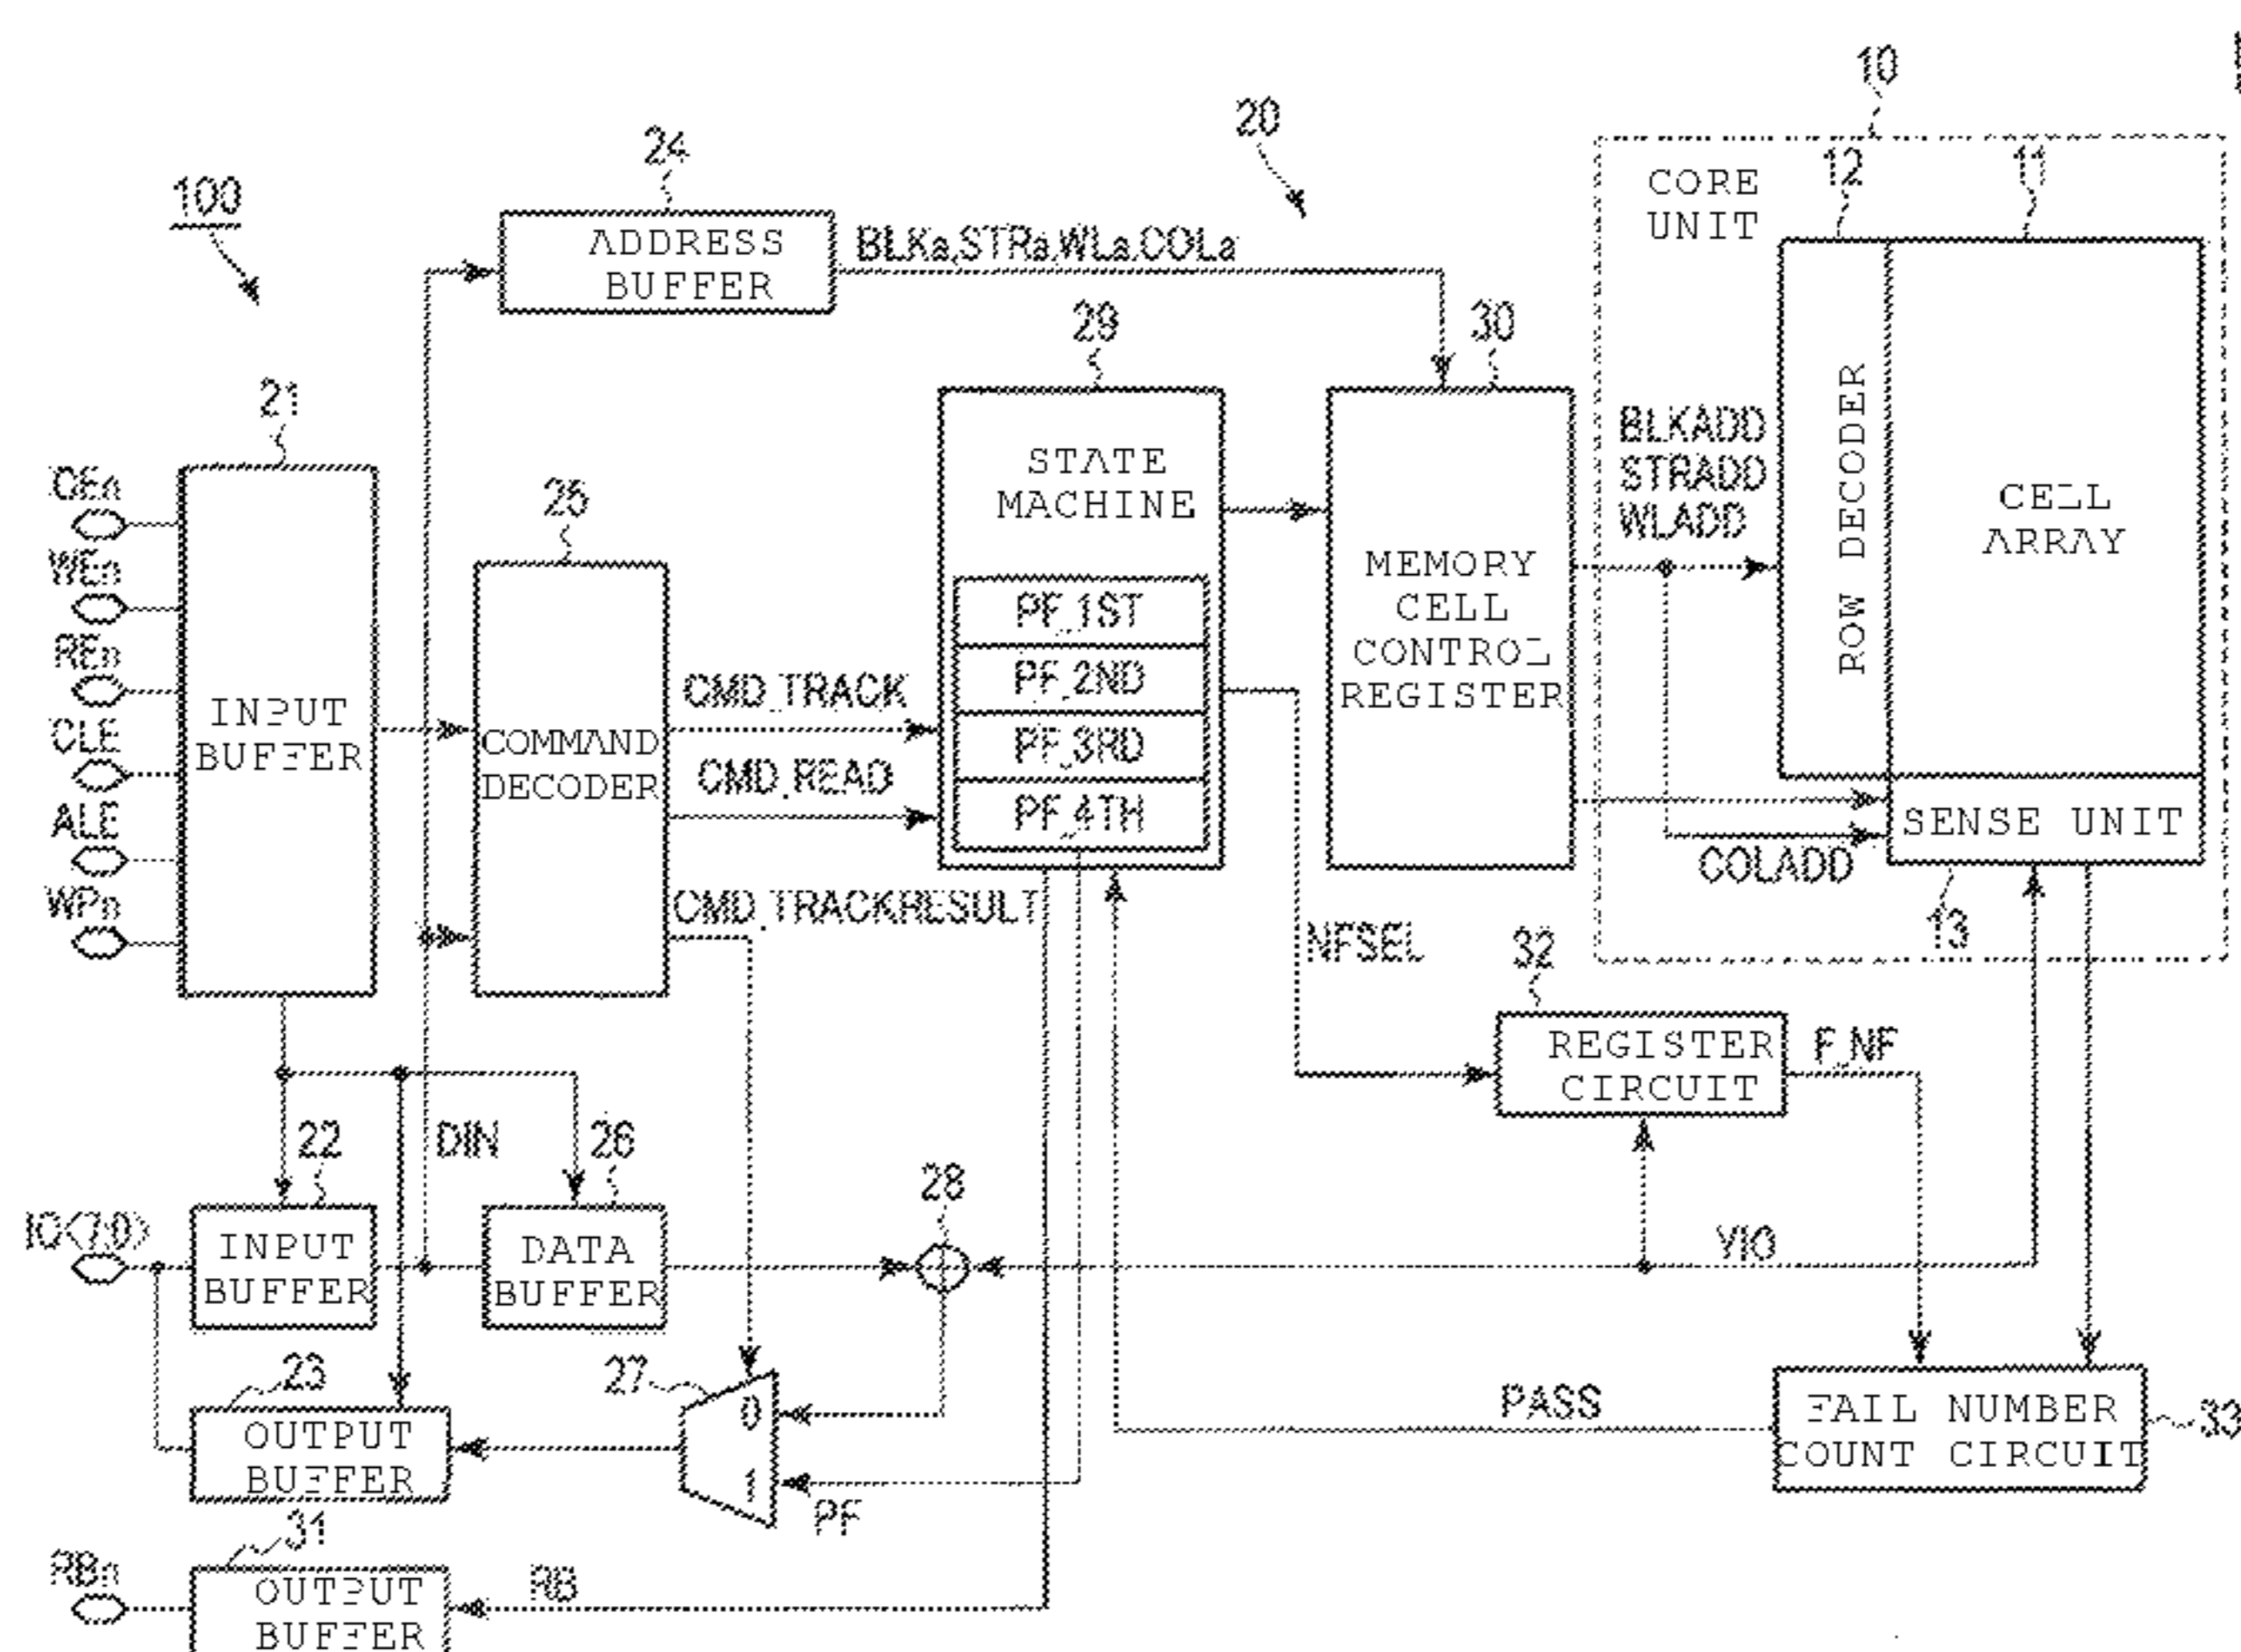 10
20
24
12
11
100
CORE
UNIT
ADDRESS
BUFFER
BLKa,STRa,WLa,COLa
29
30
21
25
STATE
MACHINE
ROW DECODER
CELL
ARRAY
BLKADD
STRADD
WLADD
CEn
WEn
REn
CLE
ALE
WPn
INPUT
BUFFER
COMMAND
DECODER
CMD_TRACK
CMD_READ
CMD_TRACKRESULT
PF_1ST
PF_2ND
PF_3RD
PF_4TH
MEMORY
CELL
CONTROL
REGISTER
SENSE UNIT
COLADD
13
NFSEL
32
REGISTER
CIRCUIT
F_NF
22
DIN
26
28
IO<7:0>
INPUT
BUFFER
DATA
BUFFER
YIO
23
27
0
1
OUTPUT
BUFFER
PF
PASS
FAIL NUMBER
COUNT CIRCUIT
33
31
RBn
OUTPUT
BUFFER
RB